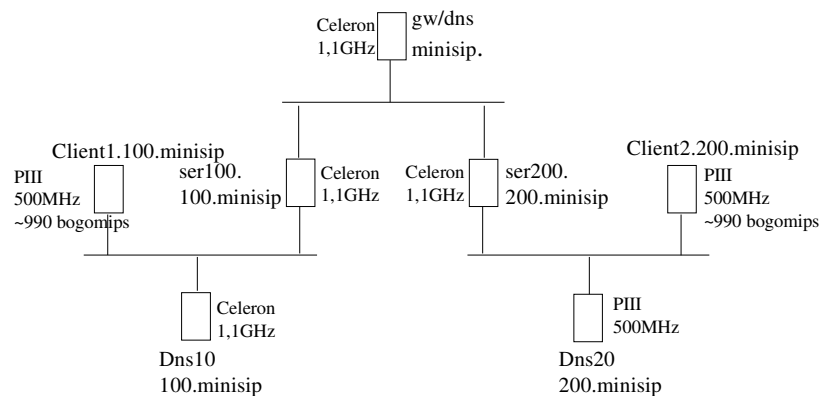 Celeron
1,1GHz
gw/dns
minisip.
Client1.100.minisip
PIII
500MHz
~990 bogomips
ser100.
100.minisip
Celeron
1,1GHz
Celeron
1,1GHz
ser200.
200.minisip
Client2.200.minisip
PIII
500MHz
~990 bogomips
Celeron
1,1GHz
Dns10
100.minisip
PIII
500MHz
Dns20
200.minisip